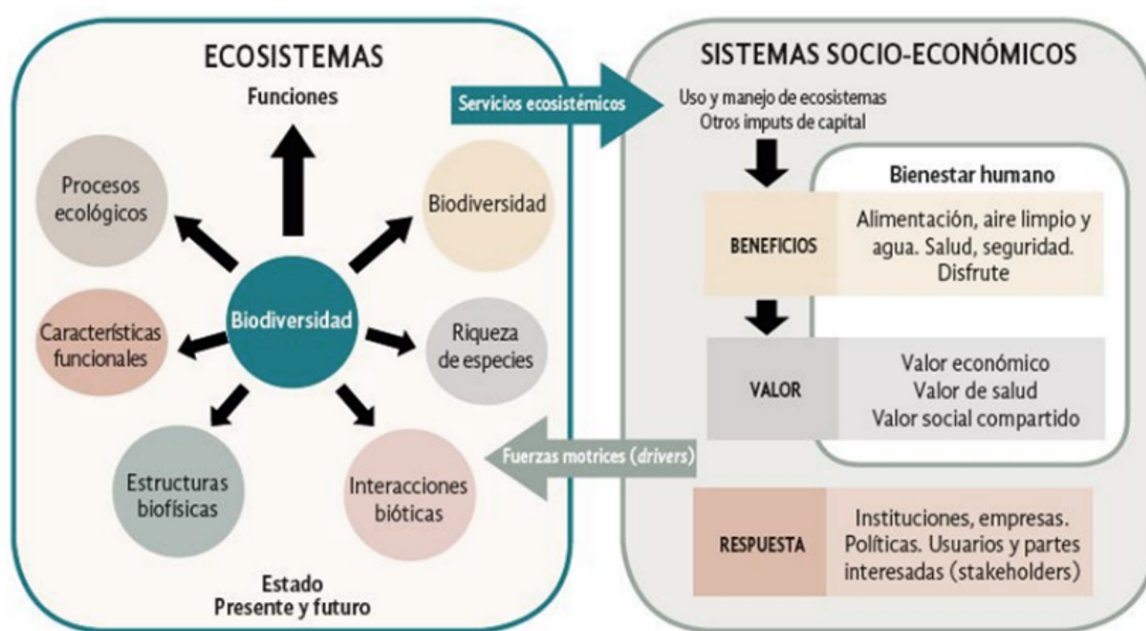 ECOSISTEMAS
Funciones
Procesos
ecológicos
Biodiversidad
Características
funcionales
Biodiversidad
Riqueza
de especies
Estructuras
biofísicas
Interacciones
bióticas
Estado
Presente y futuro
Servicios ecosistémicos
Fuerzas motrices (drivers)
SISTEMAS SOCIO-ECONÓMICOS
Uso y manejo de ecosistemas
Otros imputs de capital
Bienestar humano
BENEFICIOS
Alimentación, aire limpio y
agua. Salud, seguridad.
Disfrute
VALOR
Valor económico
Valor de salud
Valor social compartido
RESPUESTA
Instituciones, empresas.
Políticas. Usuarios y partes
interesadas (stakeholders)